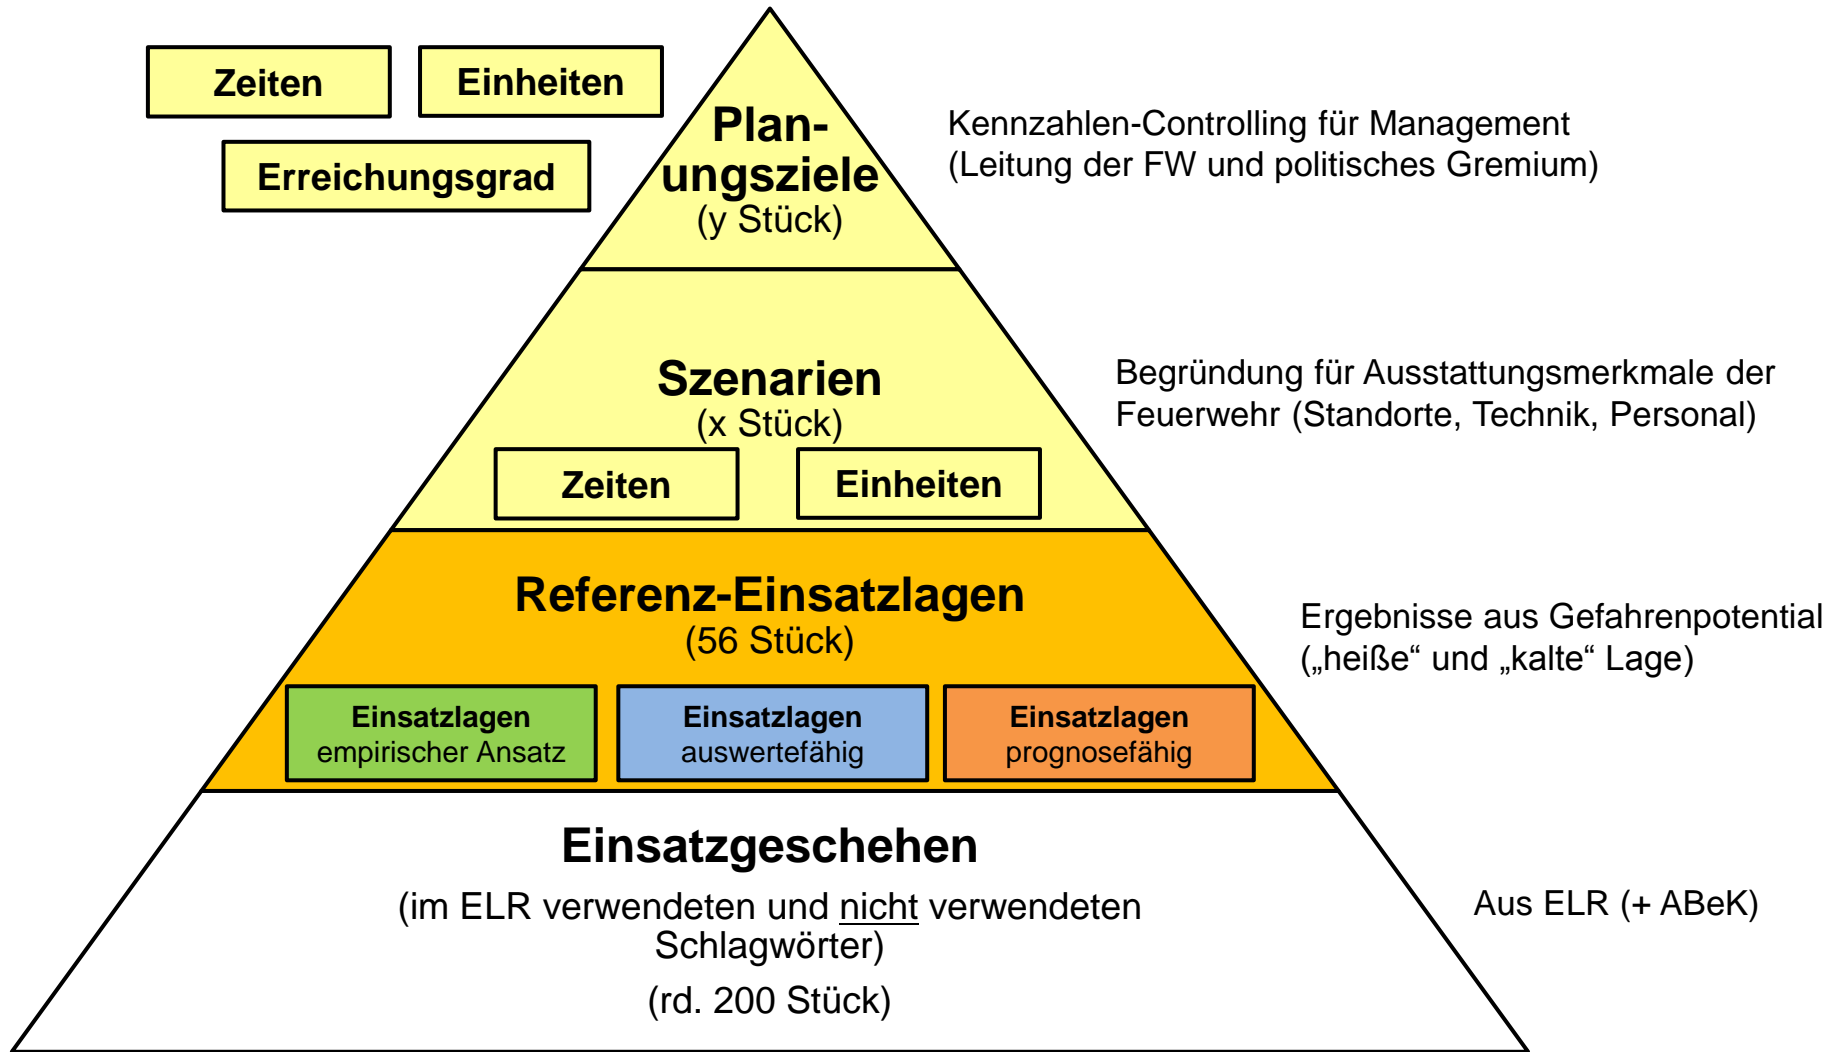 Zeiten
Einheiten
Erreichungsgrad
Plan-
ungsziele
(y Stück)
Kennzahlen-Controlling für Management
(Leitung der FW und politisches Gremium)
Szenarien
(x Stück)
Zeiten
Einheiten
Begründung für Ausstattungsmerkmale der
Feuerwehr (Standorte, Technik, Personal)
Referenz-Einsatzlagen
(56 Stück)
Einsatzlagen
empirischer Ansatz
Einsatzlagen
auswertefähig
Einsatzlagen
prognosefähig
Ergebnisse aus Gefahrenpotential
(„heiße“ und „kalte“ Lage)
Einsatzgeschehen
(im ELR verwendeten und nicht verwendeten
Schlagwörter)
(rd. 200 Stück)
Aus ELR (+ ABeK)